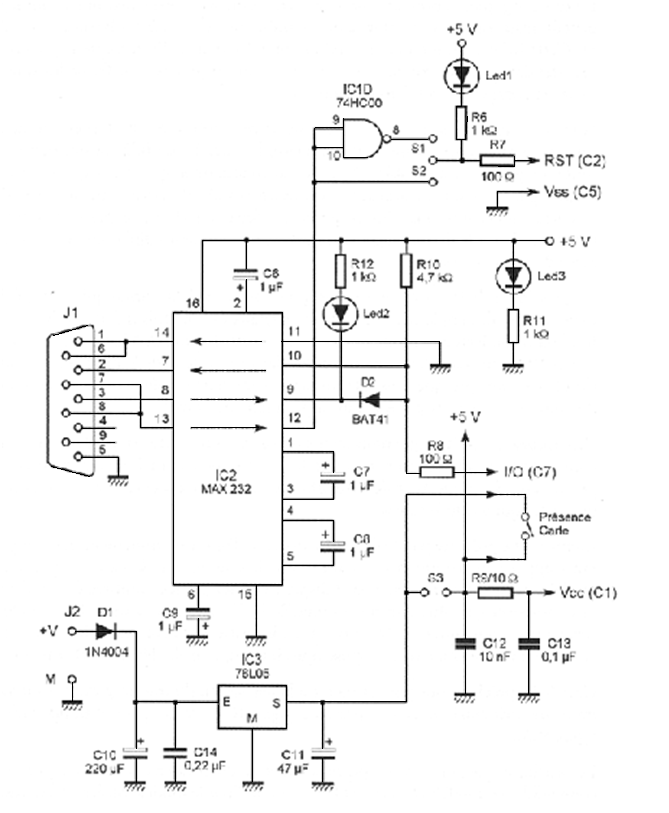 +5 V
Led1
IC1D
74HC00
9
8
10
S1
S2
R6
1 kΩ
R7
100 Ω
RST (C2)
Vss (C5)
+5 V
C6
1 µF
+
16
2
R12
1 kΩ
R10
4,7 kΩ
Led3
Led2
R11
1 kΩ
J1
1
6
2
7
3
8
4
9
5
14
7
8
13
11
10
9
12
D2
BAT41
IC2
MAX 232
1
3
4
5
+
C7
1 µF
+
C8
1 µF
R8
100 Ω
I/O (C7)
+5 V
Présence
Carte
S3
R9/10 Ω
Vcc (C1)
C12
10 nF
C13
0,1 µF
6
15
C9
1 µF
+
J2
D1
+V
1N4004
M
IC3
78L05
E
S
M
+
C10
220 µF
C14
0,22 µF
+
C11
47 µF